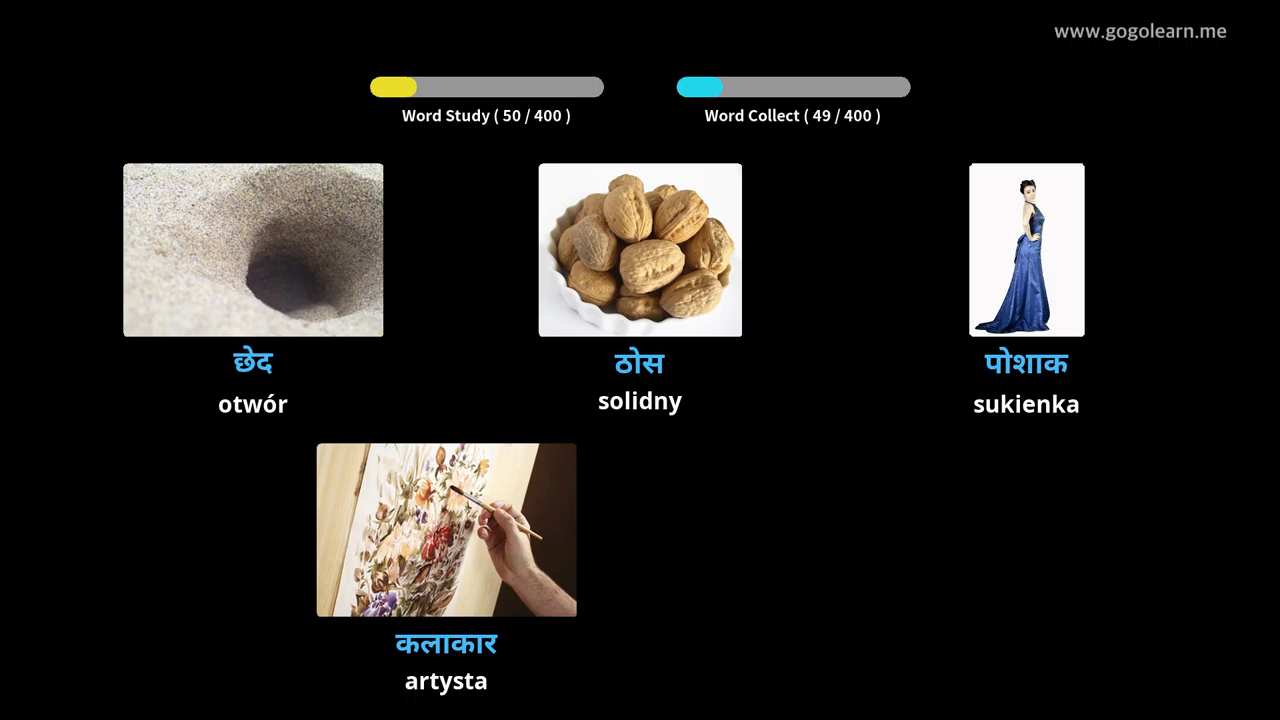 www.gogolearn.me
Word Study ( 50 / 400 )
Word Collect ( 49 / 400 )
छेद
otwór
ठोस
solidny
पोशाक
sukienka
कलाकार
artysta